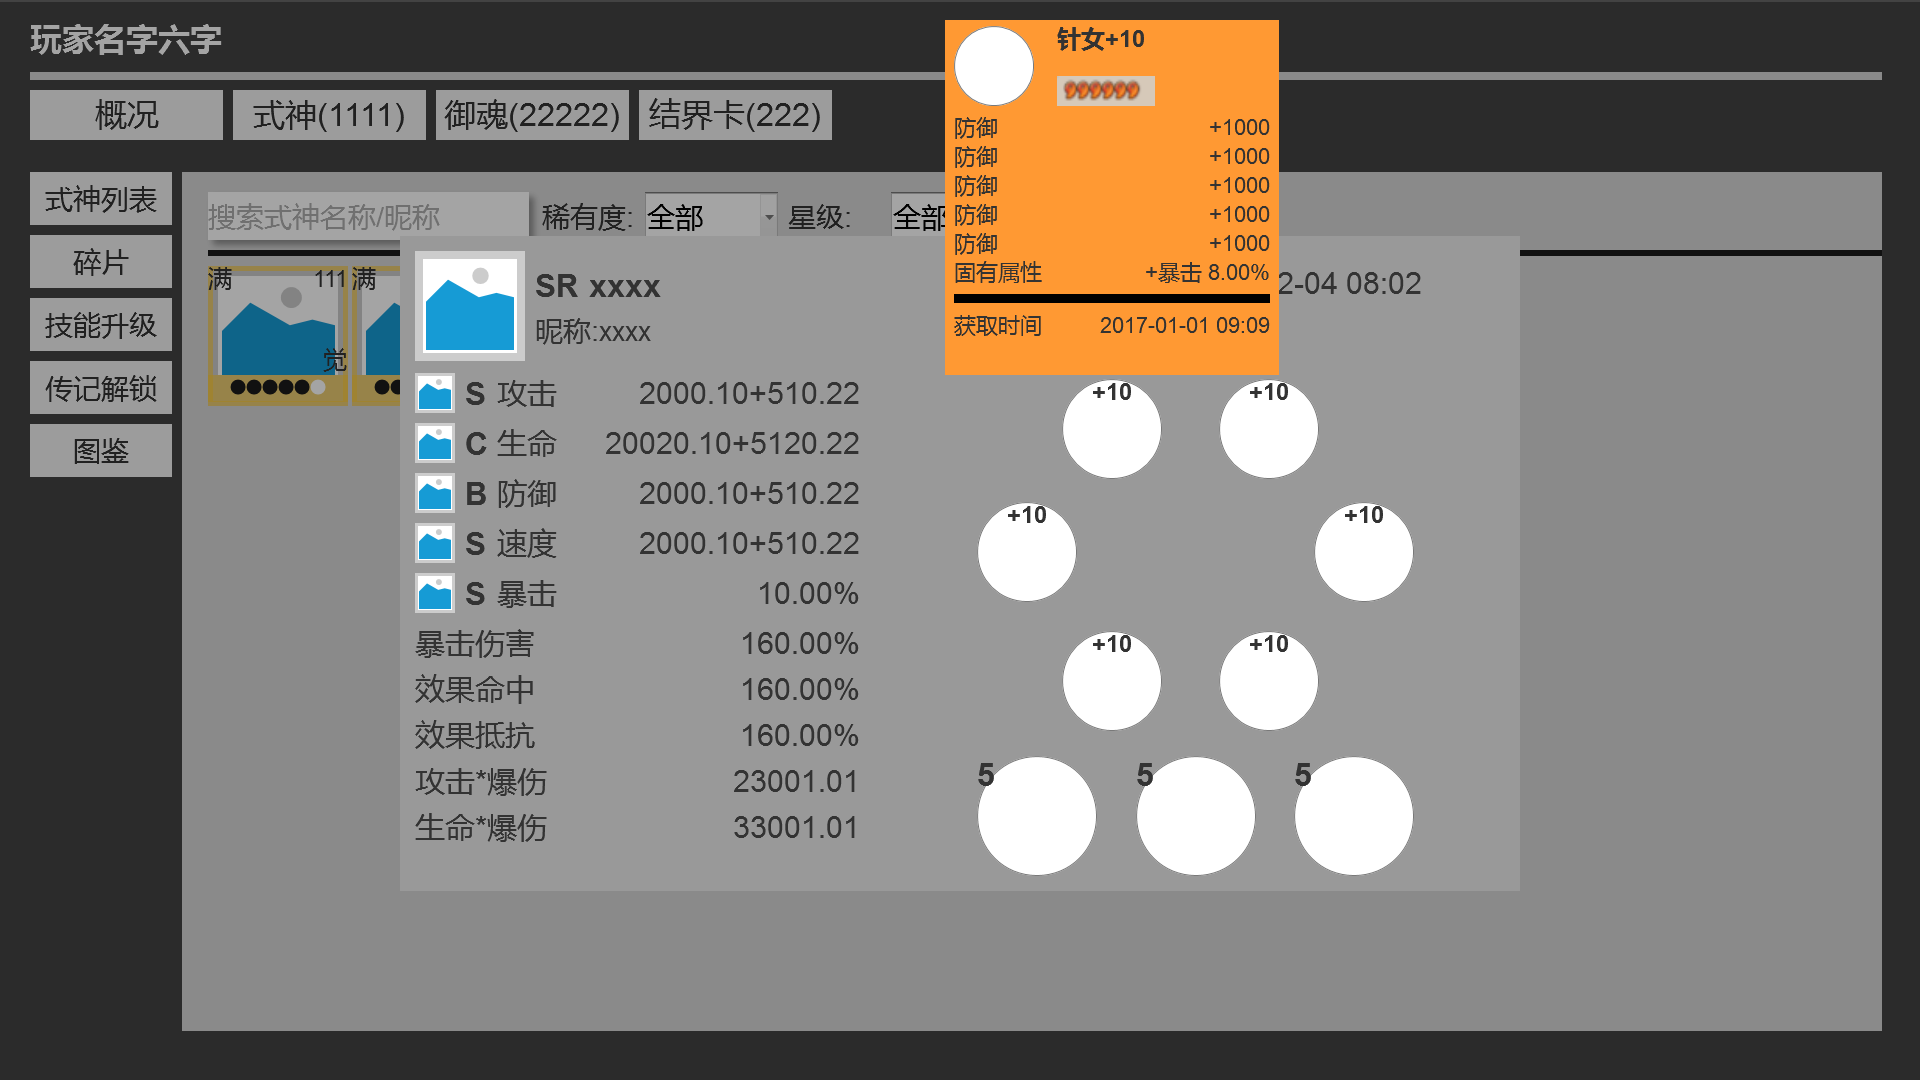 玩家名字六字
概况
式神(1111)
御魂(22222)
结界卡(222)
式神列表
碎片
技能升级
传记解锁
图鉴
搜索式神名称/昵称
稀有度:
全部
星级:
全部
满
111
觉
满
SR xxxx
昵称:xxxx
2-04 08:02
S 攻击 2000.10+510.22
C 生命 20020.10+5120.22
B 防御 2000.10+510.22
S 速度 2000.10+510.22
S 暴击 10.00%
暴击伤害 160.00%
效果命中 160.00%
效果抵抗 160.00%
攻击*爆伤 23001.01
生命*爆伤 33001.01
针女+10
防御 +1000
防御 +1000
防御 +1000
防御 +1000
防御 +1000
固有属性 +暴击 8.00%
获取时间 2017-01-01 09:09
+10
+10
+10
+10
+10
+10
5
5
5